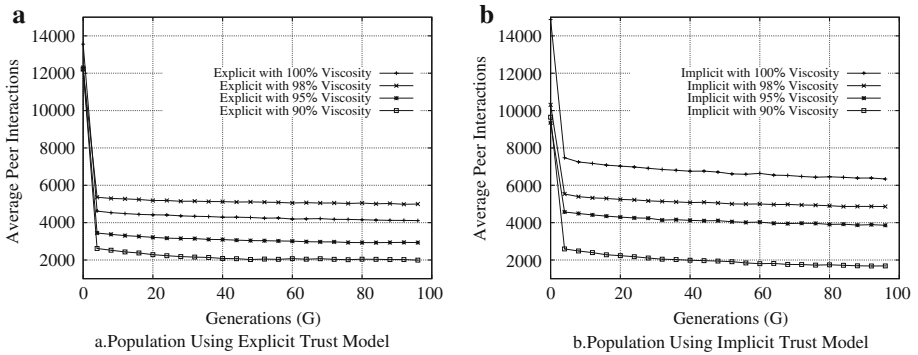 a
14000
12000
10000
8000
6000
4000
2000
Average Peer Interactions
Explicit with 100% Viscosity
Explicit with 98% Viscosity
Explicit with 95% Viscosity
Explicit with 90% Viscosity
0 20 40 60 80 100
Generations (G)
a.Population Using Explicit Trust Model
b
14000
12000
10000
8000
6000
4000
2000
Average Peer Interactions
Implicit with 100% Viscosity
Implicit with 98% Viscosity
Implicit with 95% Viscosity
Implicit with 90% Viscosity
0 20 40 60 80 100
Generations (G)
b.Population Using Implicit Trust Model